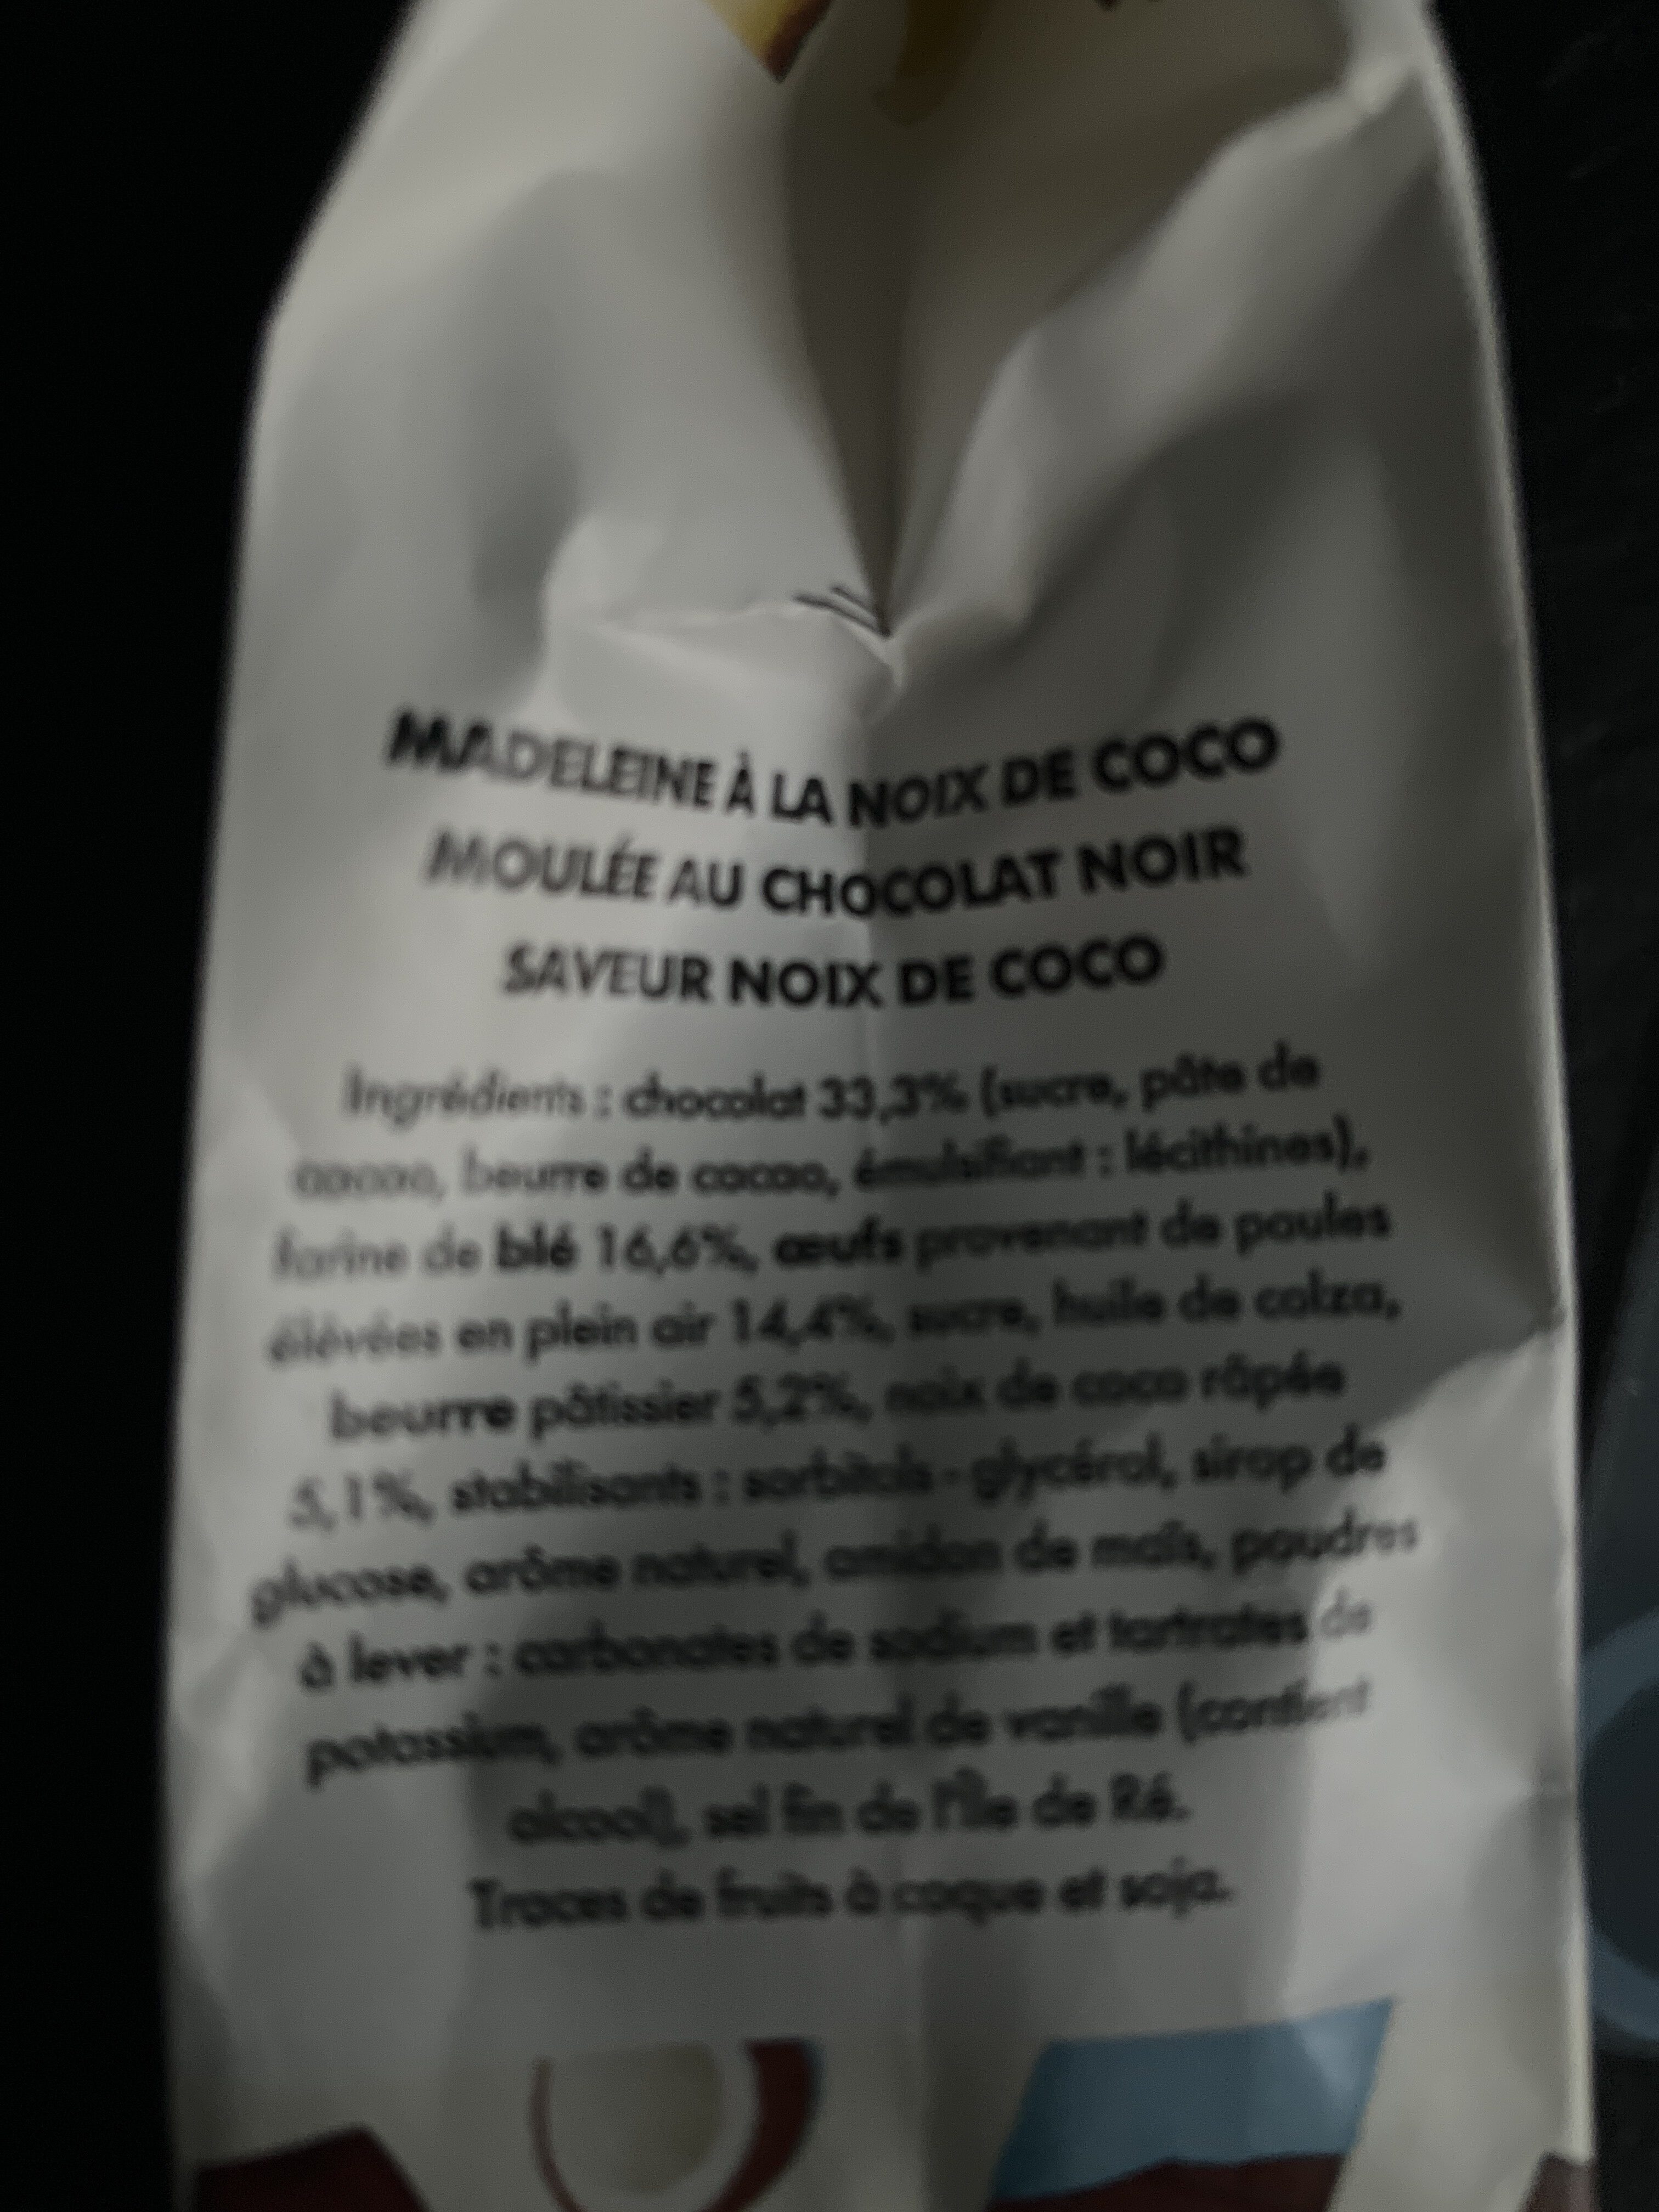 MADELEINE À LA NOIX DE COCO
MOULÉE AU CHOCOLAT NOIR
SAVEUR NOIX DE COCO
Ingrédients : chocolat 33,3% (sucre, pâte de
cacao, beurre de cacao, émulsifiant : lécithines),
farine de blé 16,6%, œufs provenant de poules
élévées en plein air 14,4%, sucre, huile de colza,
beurre pâtissier 5,2%, noix de coco râpée
5,1%, stabilisants : sorbitols - glycérol, sirop de
glucose, arôme naturel, amidon de maïs, poudres
à lever : carbonates de sodium et tartrates de
potassium, arôme naturel de vanille (contient
alcool), sel fin de l'Île de Ré.
Traces de fruits à coque et soja.